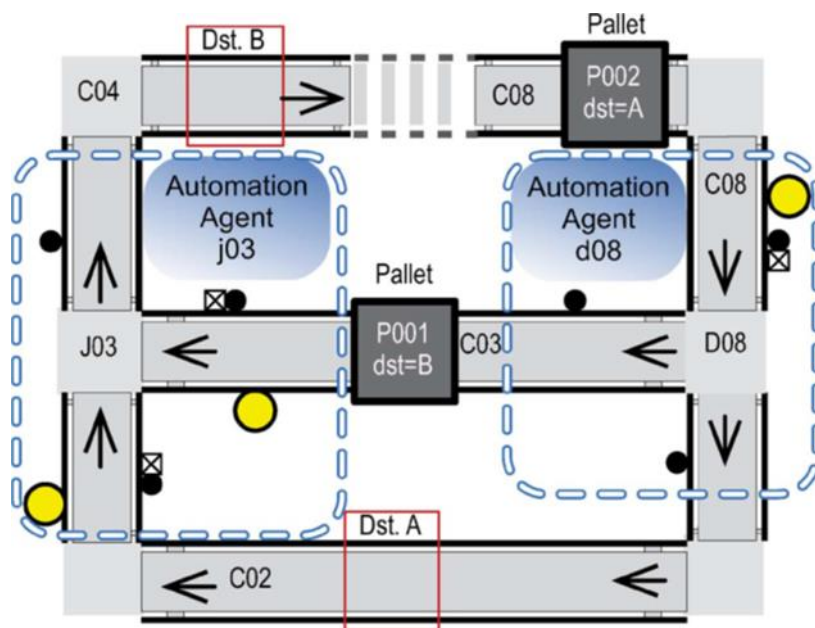 Dst. B
Pallet
C04
C08
P002
dst=A
Automation
Agent
j03
Automation
Agent
d08
C08
Pallet
J03
P001
dst=B
C03
D08
Dst. A
C02